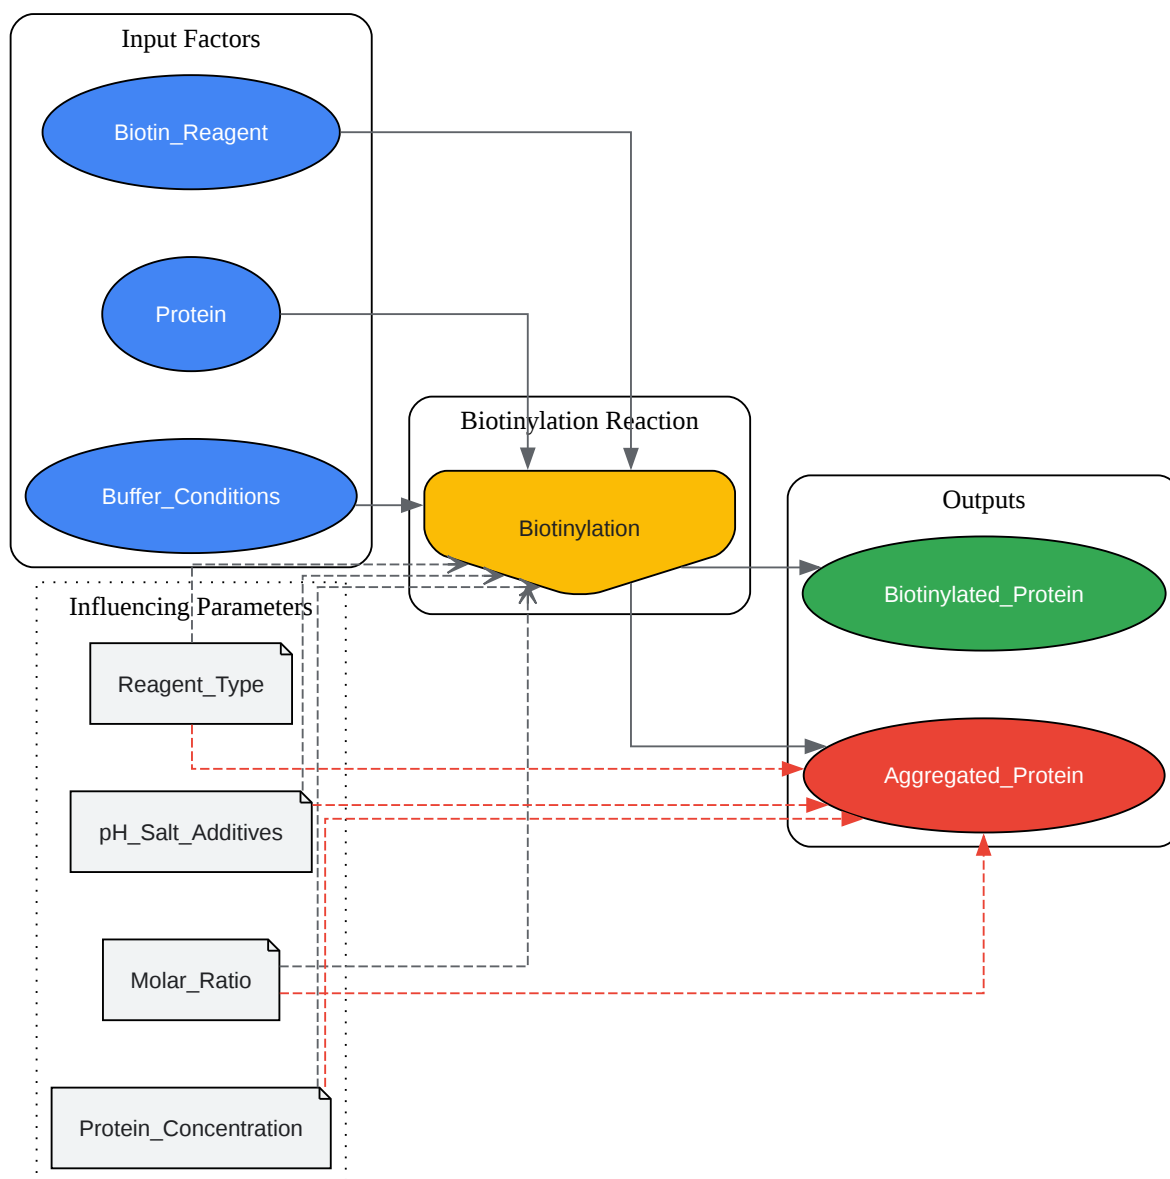 Input Factors
Biotin_Reagent
Protein
Buffer_Conditions
Biotinylation Reaction
Biotinylation
Outputs
Biotinylated_Protein
Aggregated_Protein
Influencing Parameters
Reagent_Type
pH_Salt_Additives
Molar_Ratio
Protein_Concentration